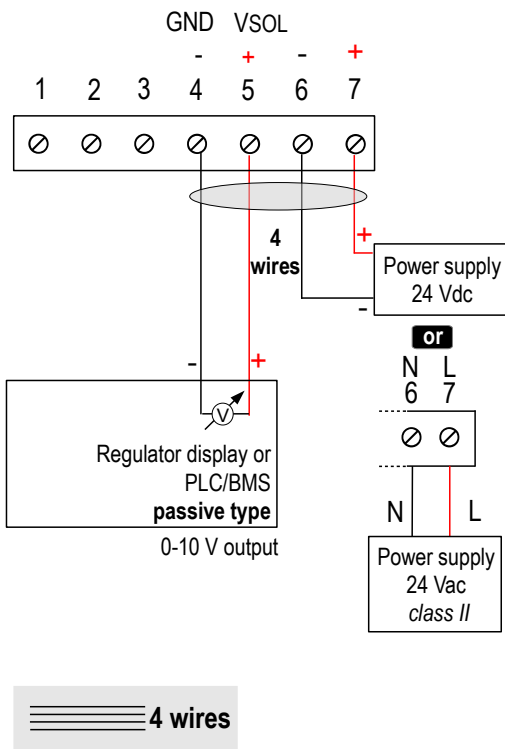 GND VSOL
- + - +
1 2 3 4 5 6 7
4
wires
+
Power supply
24 Vdc
-
or
N L
6 7
- +
V
Regulator display or
PLC/BMS
passive type
0-10 V output
N L
Power supply
24 Vac
class II
4 wires